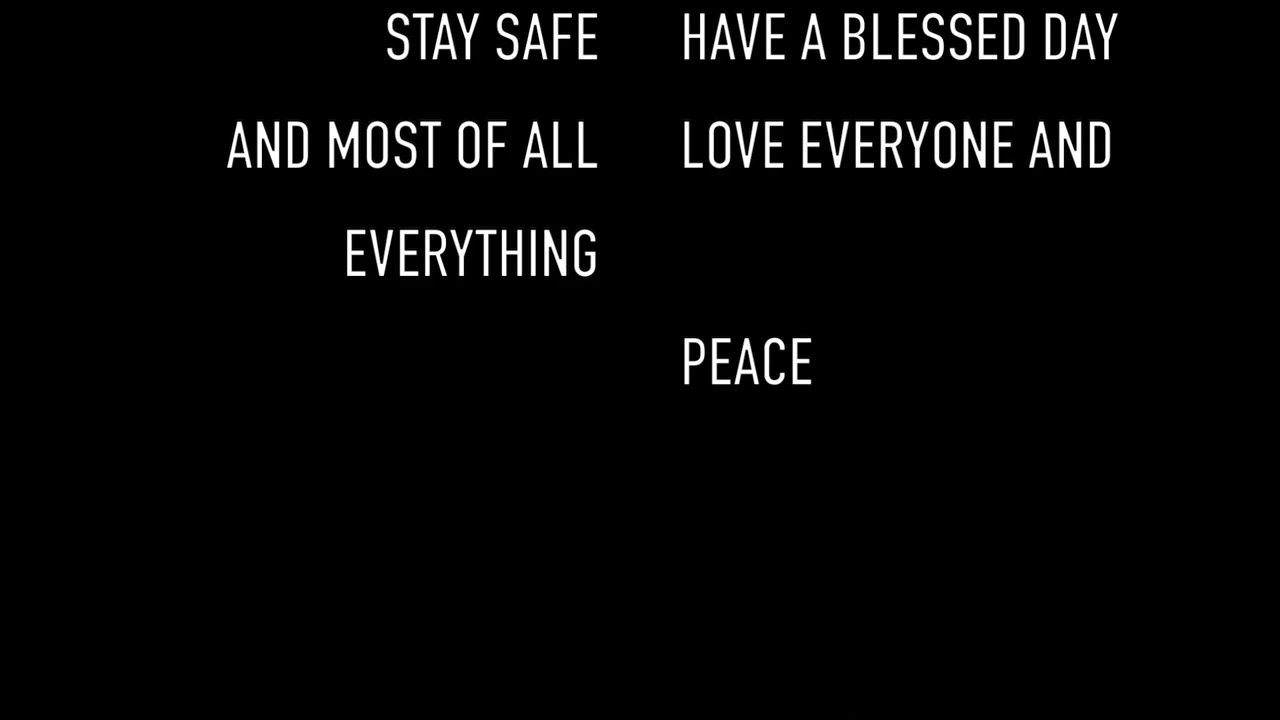 STAY SAFE HAVE A BLESSED DAY
AND MOST OF ALL LOVE EVERYONE AND
EVERYTHING
PEACE